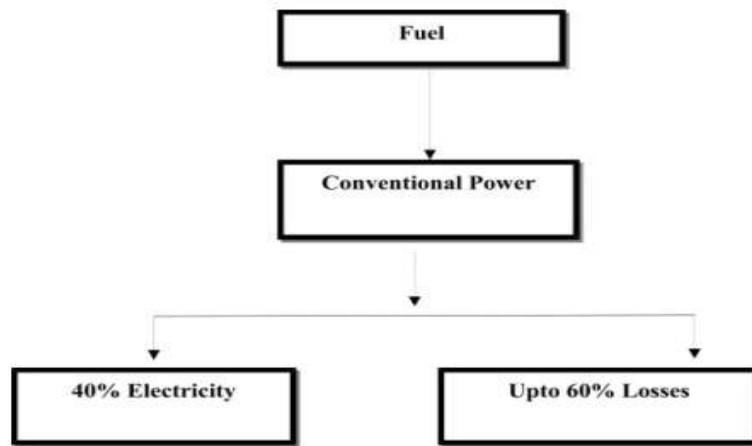 Fuel
Conventional Power
40% Electricity
Upto 60% Losses